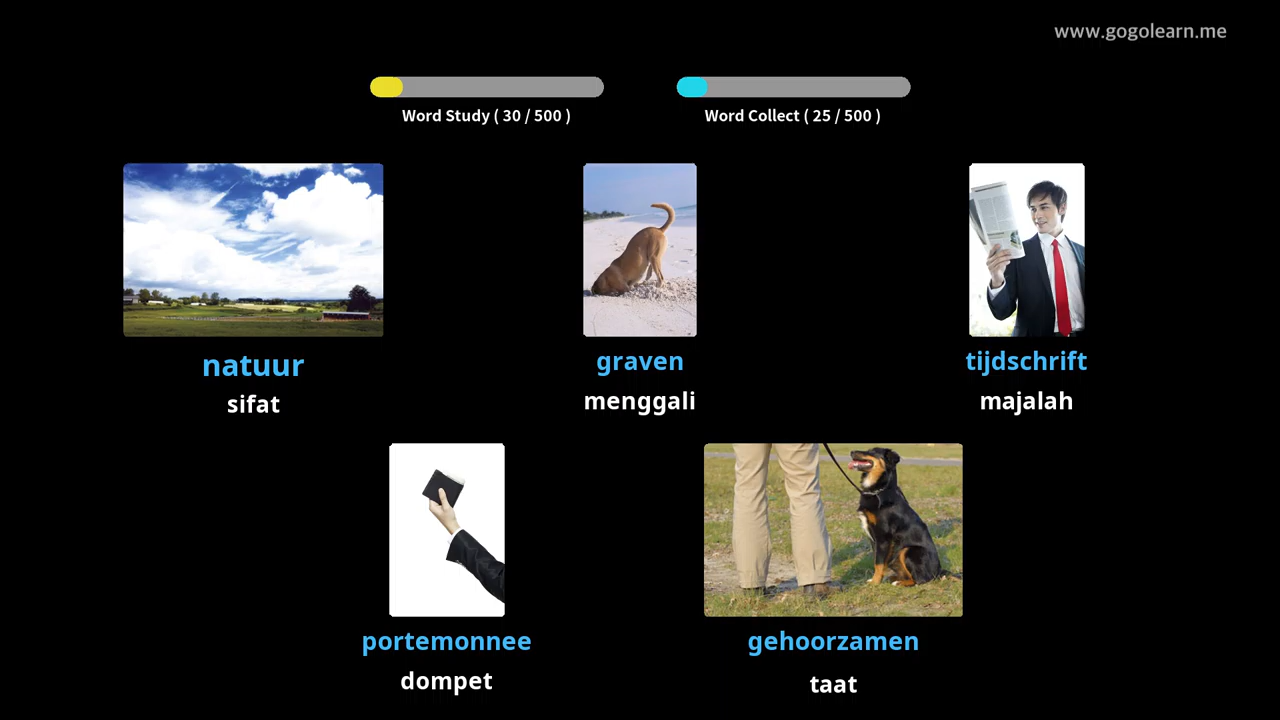 www.gogolearn.me
Word Study ( 30 / 500 )
Word Collect ( 25 / 500 )
natuur
sifat
graven
menggali
tijdschrift
majalah
portemonnee
dompet
gehoorzamen
taat